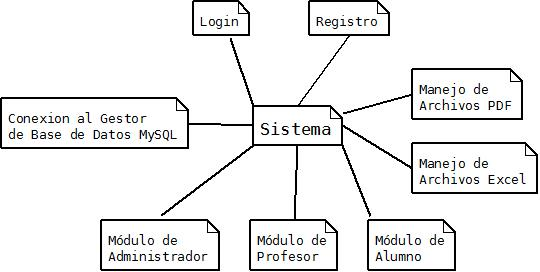 Login
Registro
Manejo de
Archivos PDF
Conexion al Gestor
de Base de Datos MySQL
Sistema
Manejo de
Archivos Excel
Módulo de
Administrador
Módulo de
Profesor
Módulo de
Alumno